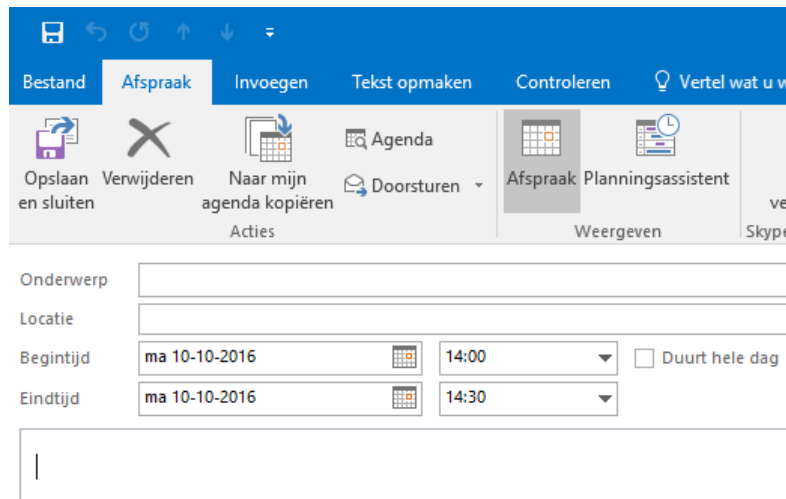 Bestand Afspraak Invoegen Tekst opmaken Controleren Vertel wat u w
Opslaan en sluiten
Verwijderen
Naar mijn agenda kopiëren
Agenda
Doorsturen
Acties
Afspraak
Planningsassistent
Weergeven
ve
Skype
Onderwerp
Locatie
Begintijd ma 10-10-2016 14:00 Duurt hele dag
Eindtijd ma 10-10-2016 14:30